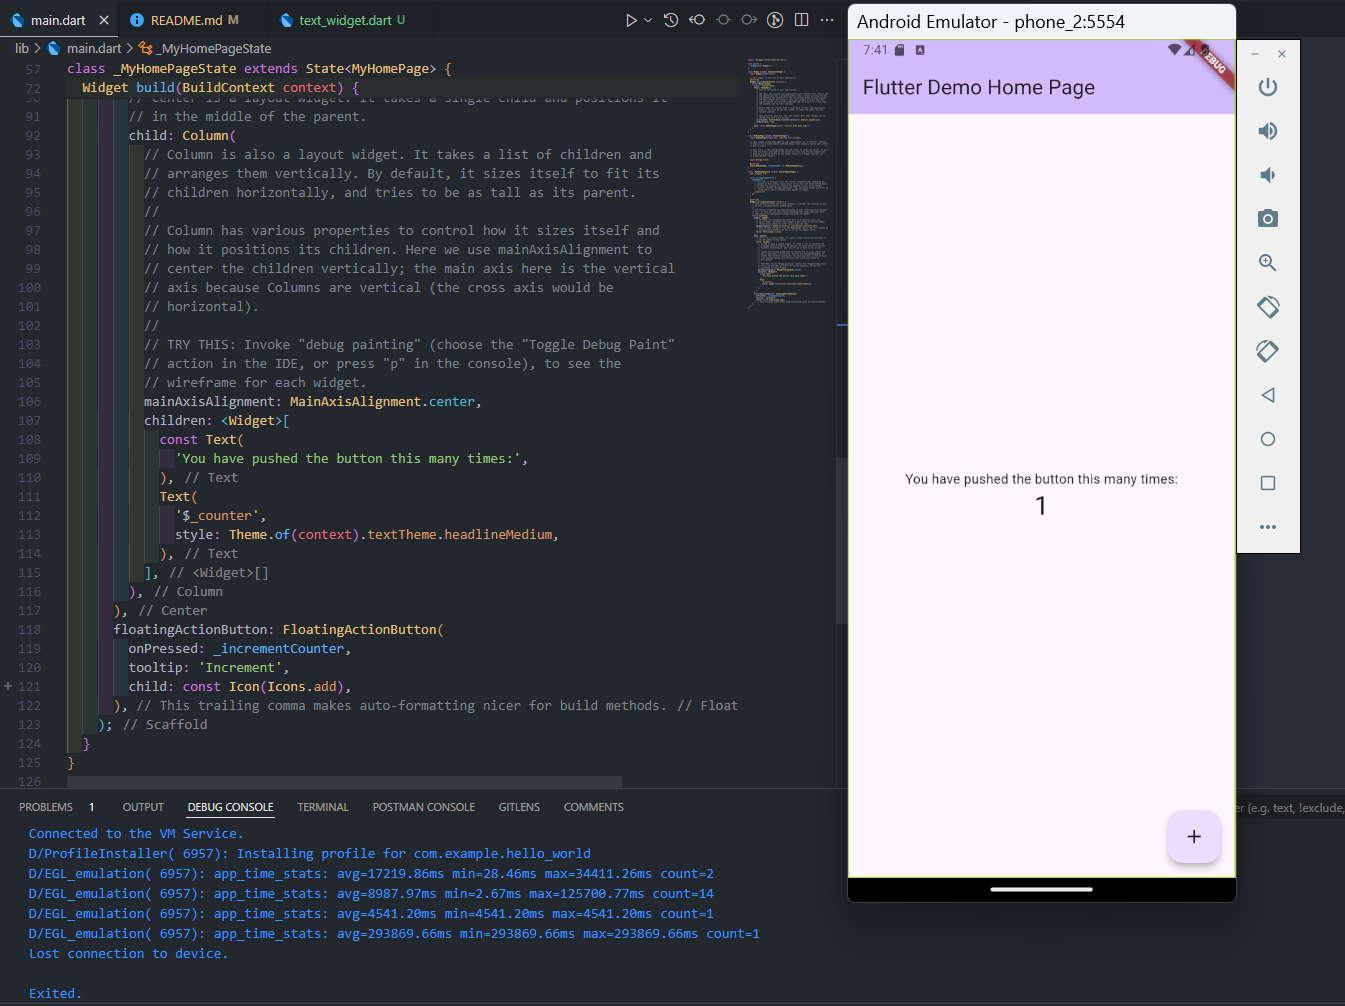 main.dart
README.md M
text_widget.dart U
lib > main.dart > _MyHomePageState
57 class _MyHomePageState extends State<MyHomePage> {
72 Widget build(BuildContext context) {
90 // Center is a layout widget. It takes a single child and positions it
91 // in the middle of the parent.
92 child: Column(
93 // Column is also a layout widget. It takes a list of children and
94 // arranges them vertically. By default, it sizes itself to fit its
95 // children horizontally, and tries to be as tall as its parent.
96 //
97 // Column has various properties to control how it sizes itself and
98 // how it positions its children. Here we use mainAxisAlignment to
99 // center the children vertically; the main axis here is the vertical
100 // axis because Columns are vertical (the cross axis would be
101 // horizontal).
102 //
103 // TRY THIS: Invoke "debug painting" (choose the "Toggle Debug Paint"
104 // action in the IDE, or press "p" in the console), to see the
105 // wireframe for each widget.
106 mainAxisAlignment: MainAxisAlignment.center,
107 children: <Widget>[
108 const Text(
109 'You have pushed the button this many times:',
110 ), // Text
111 Text(
112 '$_counter',
113 style: Theme.of(context).textTheme.headlineMedium,
114 ), // Text
115 ], // <Widget>[]
116 ), // Column
117 ), // Center
118 floatingActionButton: FloatingActionButton(
119 onPressed: _incrementCounter,
120 tooltip: 'Increment',
121 child: const Icon(Icons.add),
122 ), // This trailing comma makes auto-formatting nicer for build methods. // Float
123 ); // Scaffold
124 }
125 }
126
PROBLEMS 1 OUTPUT DEBUG CONSOLE TERMINAL POSTMAN CONSOLE GITLENS COMMENTS
er (e.g. text, !exclude,
Connected to the VM Service.
D/ProfileInstaller( 6957): Installing profile for com.example.hello_world
D/EGL_emulation( 6957): app_time_stats: avg=17219.86ms min=28.46ms max=34411.26ms count=2
D/EGL_emulation( 6957): app_time_stats: avg=8987.97ms min=2.67ms max=125700.77ms count=14
D/EGL_emulation( 6957): app_time_stats: avg=4541.20ms min=4541.20ms max=4541.20ms count=1
D/EGL_emulation( 6957): app_time_stats: avg=293869.66ms min=293869.66ms max=293869.66ms count=1
Lost connection to device.
Exited.
Android Emulator - phone_2:5554
7:41
DEBUG
Flutter Demo Home Page
You have pushed the button this many times:
1